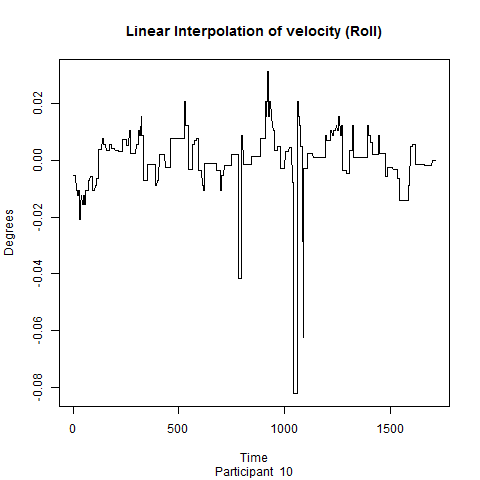 Linear Interpolation of velocity (Roll)
Degrees
0.02
0.00
-0.02
-0.04
-0.06
-0.08
0 500 1000 1500
Time
Participant 10